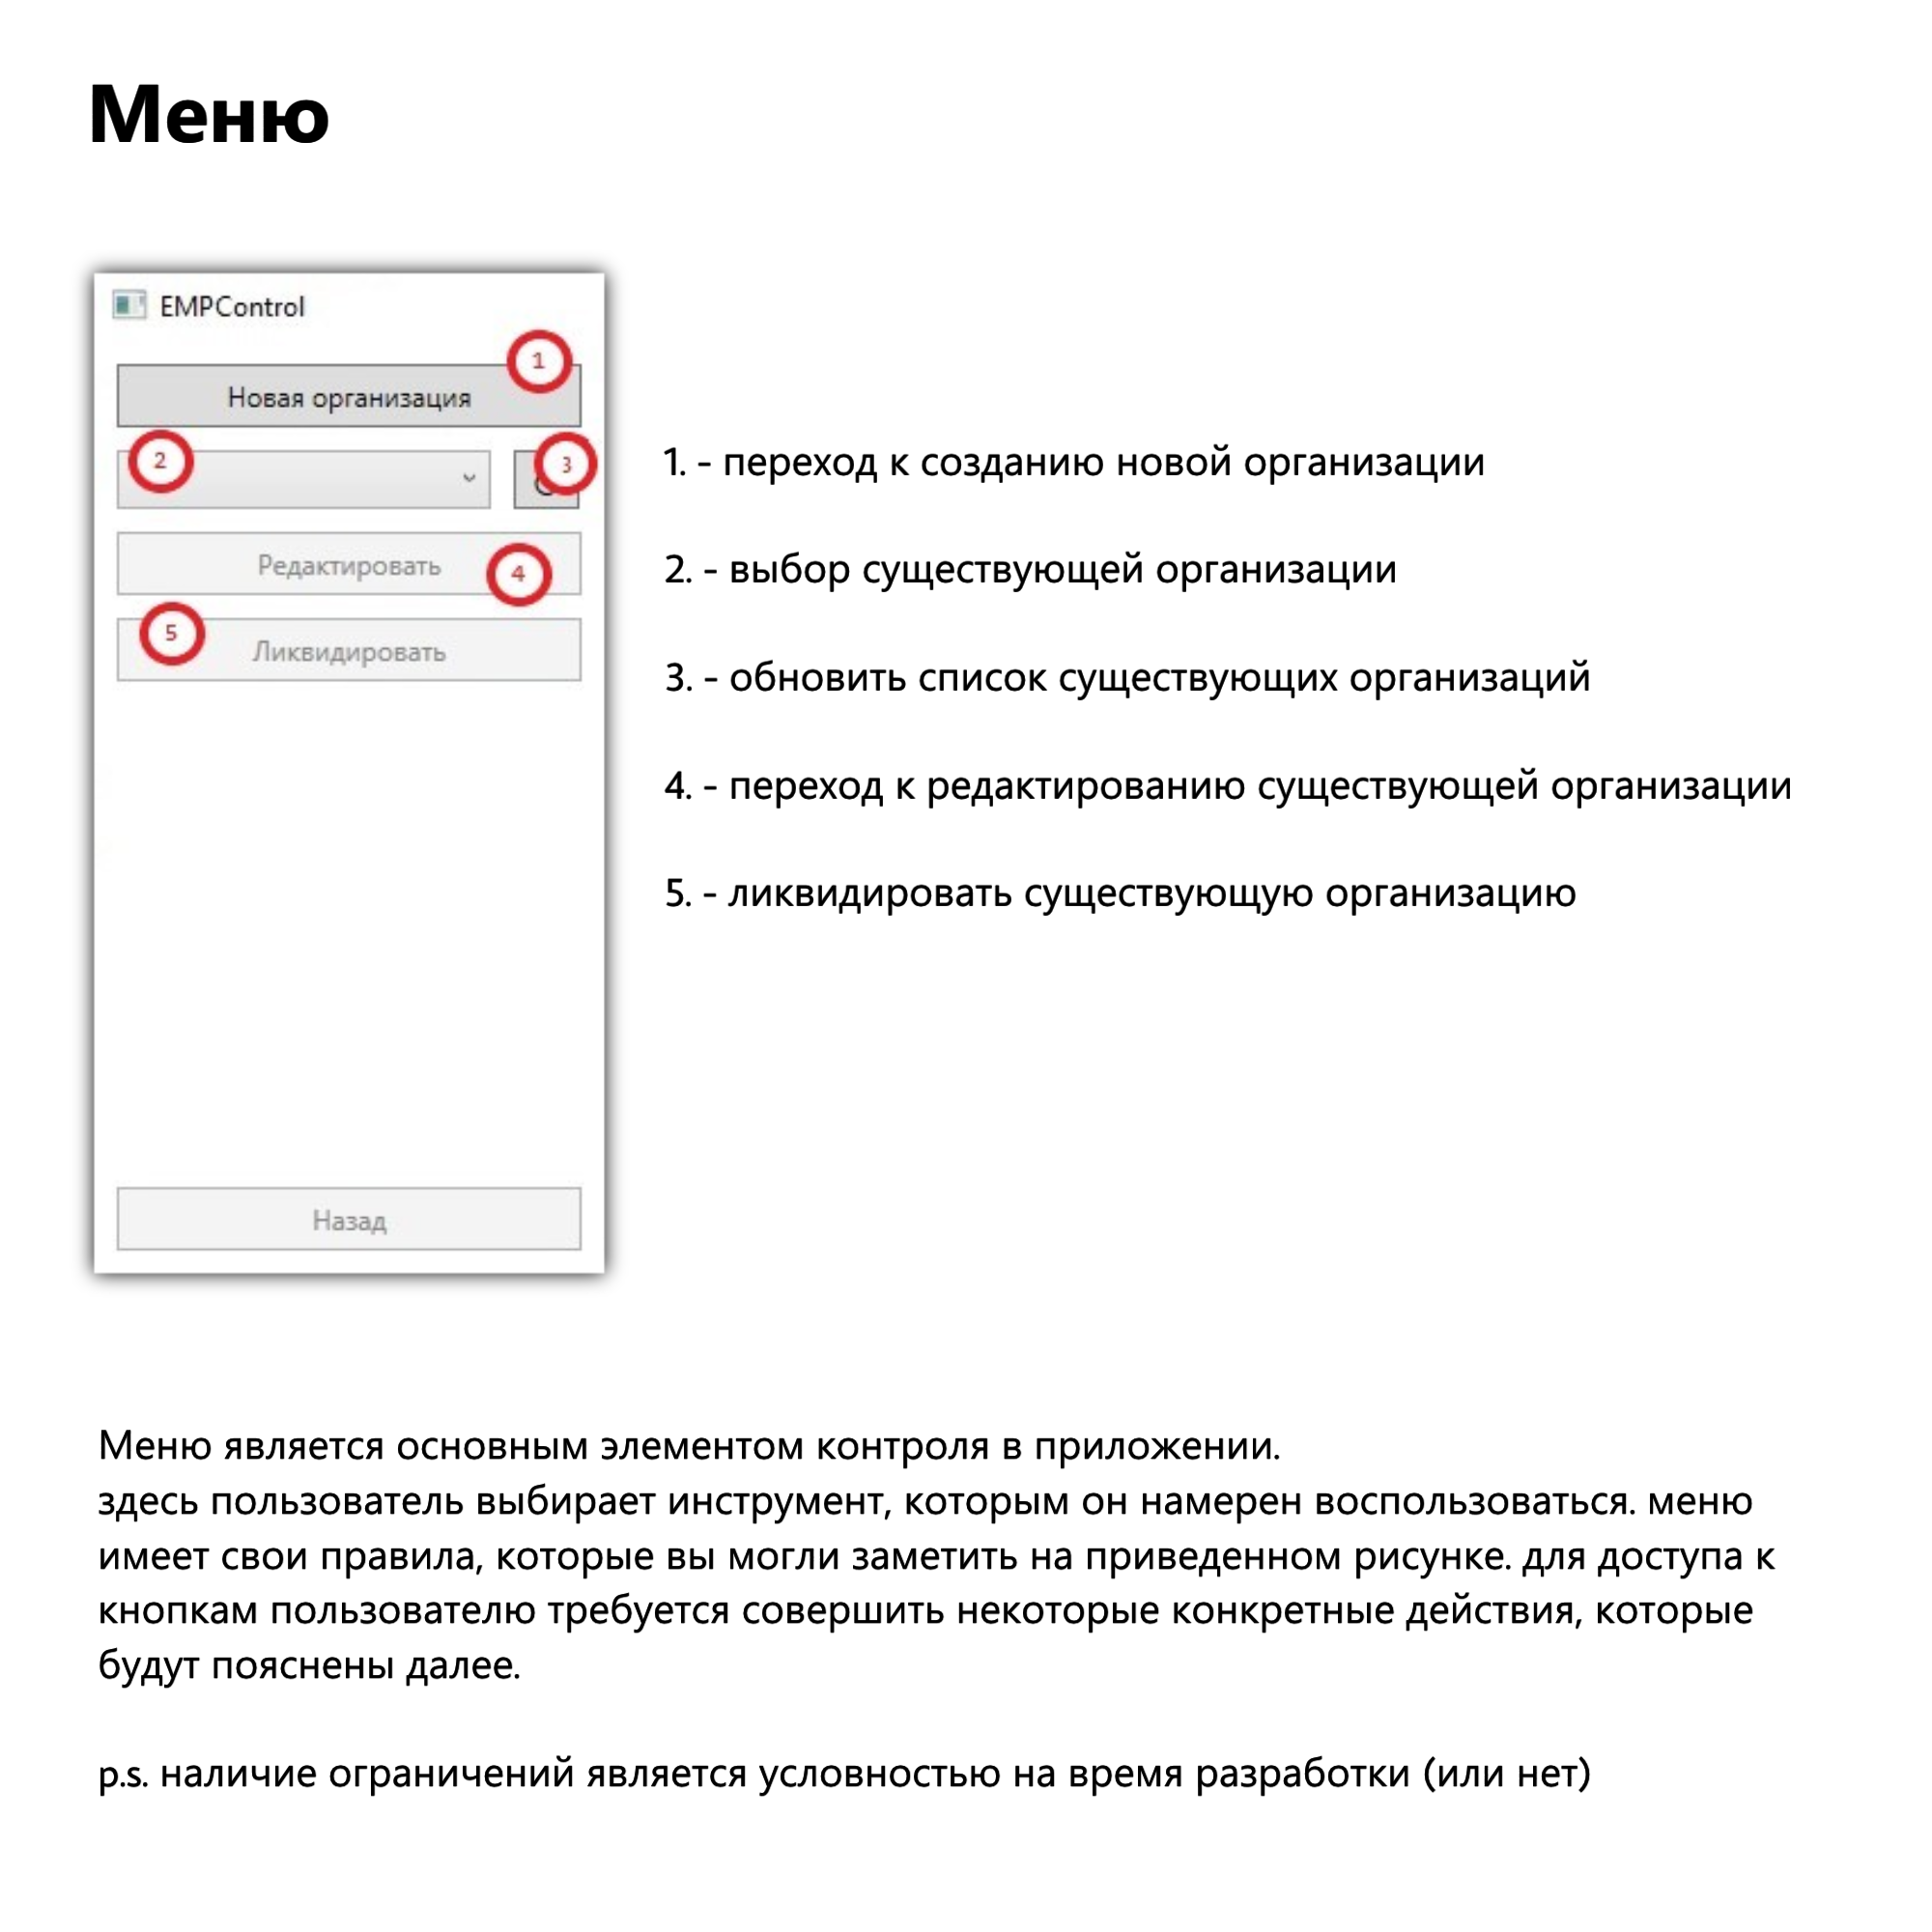 Меню
EMPControl
1
Новая организация
2
3
Редактировать
4
5
Ликвидировать
Назад
1. - переход к созданию новой организации
2. - выбор существующей организации
3. - обновить список существующих организаций
4. - переход к редактированию существующей организации
5. - ликвидировать существующую организацию
Меню является основным элементом контроля в приложении.
здесь пользователь выбирает инструмент, которым он намерен воспользоваться. меню
имеет свои правила, которые вы могли заметить на приведенном рисунке. для доступа к
кнопкам пользователю требуется совершить некоторые конкретные действия, которые
будут пояснены далее.
p.s. наличие ограничений является условностью на время разработки (или нет)